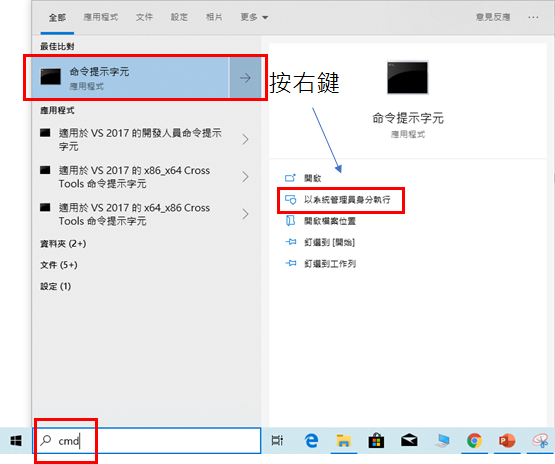 全部 應用程式 文件 設定 相片 更多 意見反應
最佳比對
命令提示字元
應用程式
按右鍵
應用程式
適用於 VS 2017 的開發人員命令提示
字元
適用於 VS 2017 的 x86_x64 Cross
Tools 命令提示字元
適用於 VS 2017 的 x64_x86 Cross
Tools 命令提示字元
資料夾 (2+)
文件 (5+)
設定 (1)
命令提示字元
應用程式
開啟
以系統管理員身分執行
開啟檔案位置
釘選到 [開始]
釘選到工作列
cmd